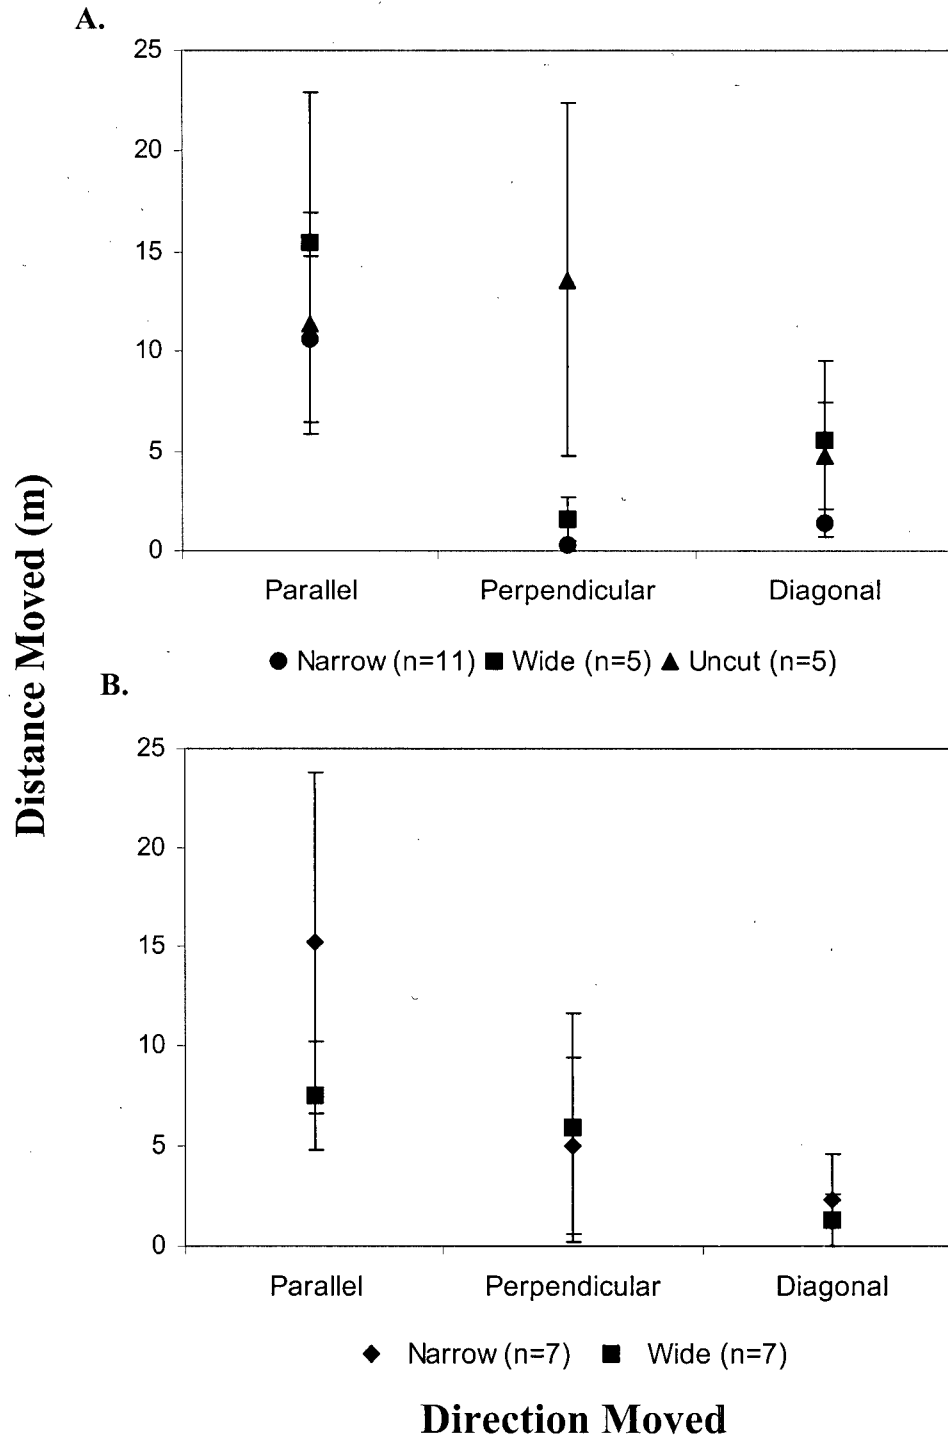 A.
25
20
15
10
5
0
Parallel Perpendicular Diagonal
Narrow (n=11) Wide (n=5) Uncut (n=5)
Distance Moved (m)
B.
25
20
15
10
5
0
Parallel Perpendicular Diagonal
Narrow (n=7) Wide (n=7)
Direction Moved